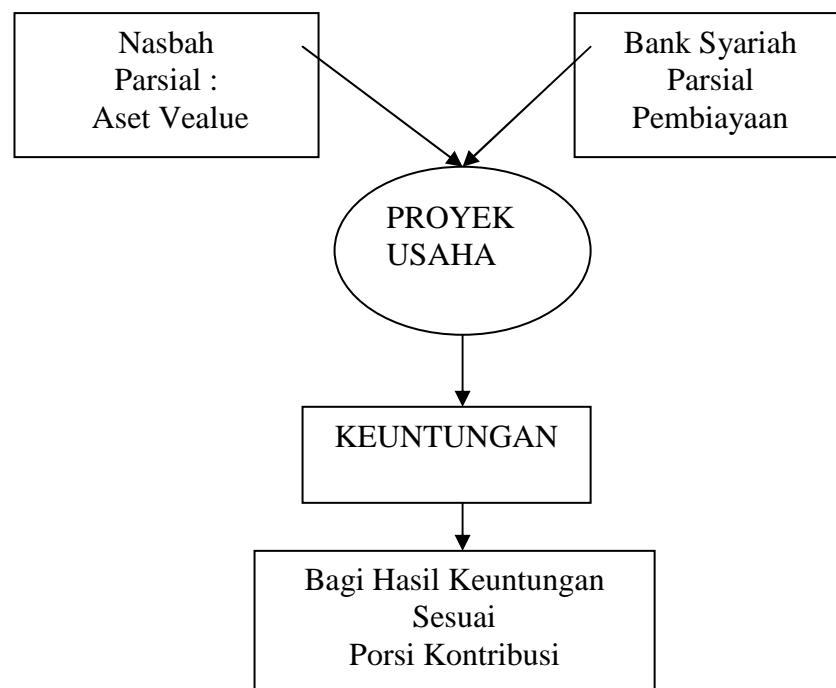 Nasbah
Parsial :
Aset Vealue
Bank Syariah
Parsial
Pembiayaan
PROYEK
USAHA
KEUNTUNGAN
Bagi Hasil Keuntungan
Sesuai
Porsi Kontribusi